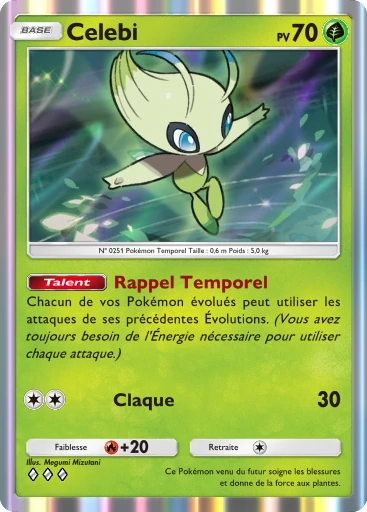 BASE Celebi PV 70
N° 0251 Pokémon Temporel Taille : 0,6 m Poids : 5,0 kg
Talent Rappel Temporel
Chacun de vos Pokémon évolués peut utiliser les
attaques de ses précédentes Évolutions. (Vous avez
toujours besoin de l'Énergie nécessaire pour utiliser
chaque attaque.)
Claque 30
Faiblesse +20 Retraite
Illus. Megumi Mizutani
Ce Pokémon venu du futur soigne les blessures
et donne de la force aux plantes.